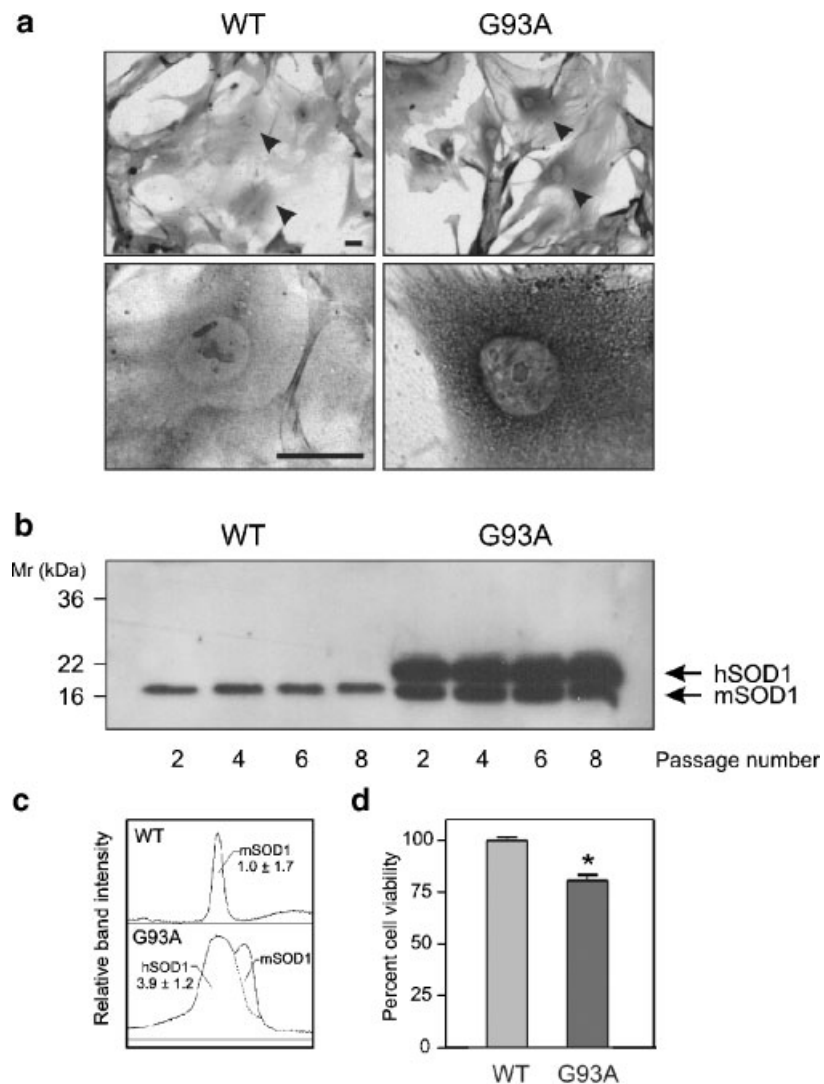 a
WT G93A
b
WT G93A
Mr (kDa)
36
22
16
hSOD1
mSOD1
2 4 6 8 2 4 6 8 Passage number
c
Relative band intensity
WT
mSOD1
1.0 ± 1.7
G93A
hSOD1
3.9 ± 1.2
mSOD1
d
Percent cell viability
100
75
50
25
0
*
WT G93A